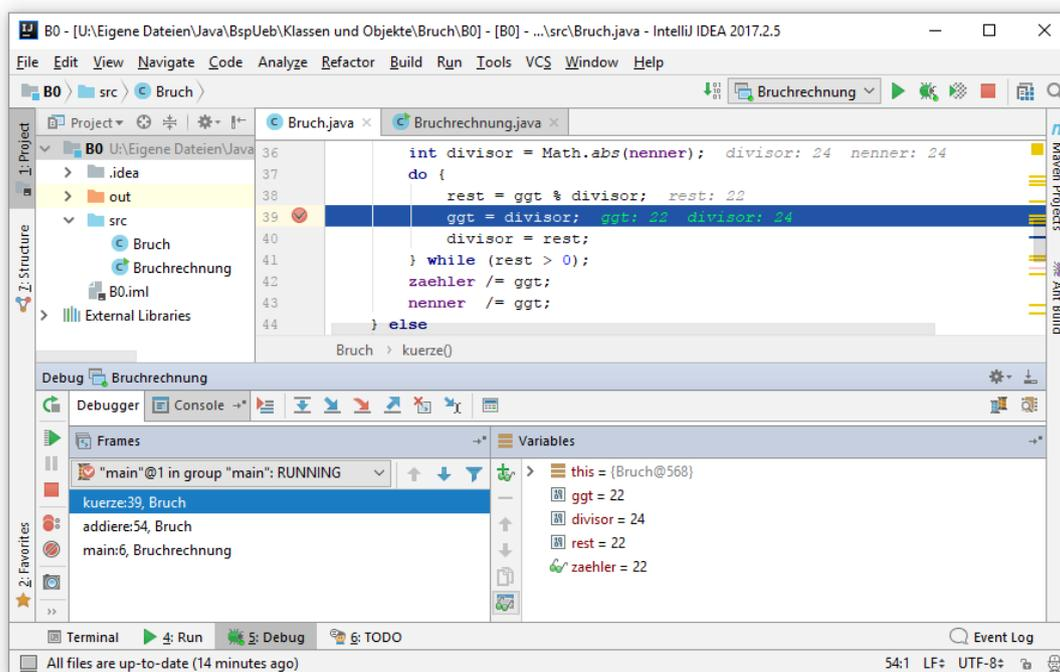 B0 - [U:\Eigene Dateien\Java\BspUeb\Klassen und Objekte\Bruch\B0] - [B0] - ...\src\Bruch.java - IntelliJ IDEA 2017.2.5
File Edit View Navigate Code Analyze Refactor Build Run Tools VCS Window Help
B0 src Bruch Bruchrechnung
1: Project
Z: Structure
2: Favorites
Project
B0 U:\Eigene Dateien\Java
.idea
out
src
Bruch
Bruchrechnung
B0.iml
External Libraries
Bruch.java Bruchrechnung.java
36 int divisor = Math.abs(nenner); divisor: 24 nenner: 24
37 do {
38 rest = ggt % divisor; rest: 22
39 ggt = divisor; ggt: 22 divisor: 24
40 divisor = rest;
41 } while (rest > 0);
42 zaehler /= ggt;
43 nenner /= ggt;
44 } else
Bruch › kuerze()
Maven Projects
Ant Build
Debug Bruchrechnung
Debugger Console
Frames
"main"@1 in group "main": RUNNING
kuerze:39, Bruch
addiere:54, Bruch
main:6, Bruchrechnung
Variables
this = {Bruch@568}
ggt = 22
divisor = 24
rest = 22
zaehler = 22
Terminal 4: Run 5: Debug 6: TODO Event Log
All files are up-to-date (14 minutes ago) 54:1 LF UTF-8